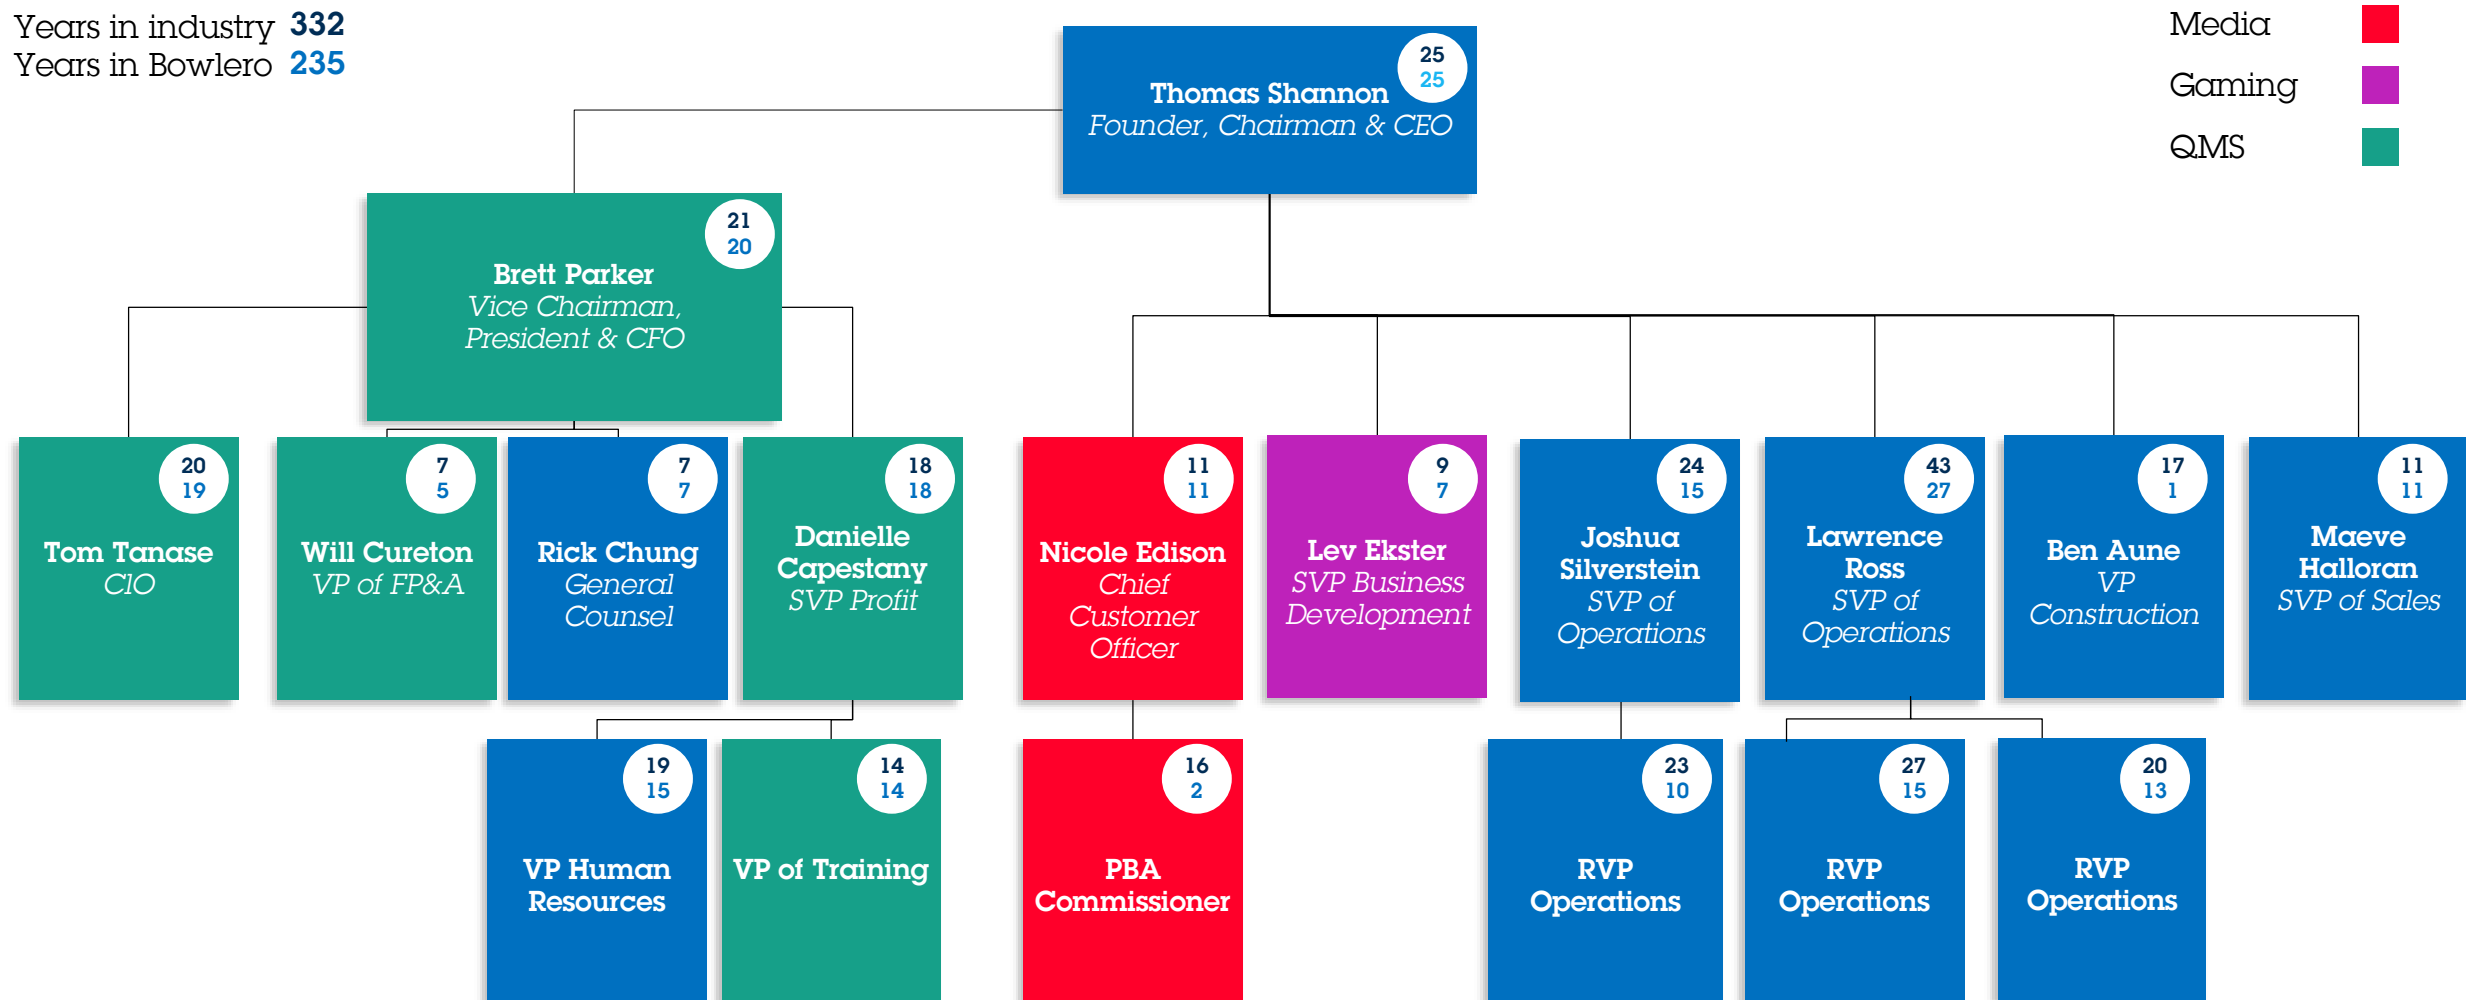 Years in industry 332
Years in Bowlero 235
Media
Gaming
QMS
25
25
Thomas Shannon
Founder, Chairman & CEO
21
20
Brett Parker
Vice Chairman,
President & CFO
20
19
Tom Tanase
CIO
7
5
Will Cureton
VP of FP&A
7
7
Rick Chung
General
Counsel
18
18
Danielle
Capestany
SVP Profit
11
11
Nicole Edison
Chief
Customer
Officer
9
7
Lev Ekster
SVP Business
Development
24
15
Joshua
Silverstein
SVP of
Operations
43
27
Lawrence
Ross
SVP of
Operations
17
1
Ben Aune
VP
Construction
11
11
Maeve
Halloran
SVP of Sales
19
15
VP Human
Resources
14
14
VP of Training
16
2
PBA
Commissioner
23
10
RVP
Operations
27
15
RVP
Operations
20
13
RVP
Operations